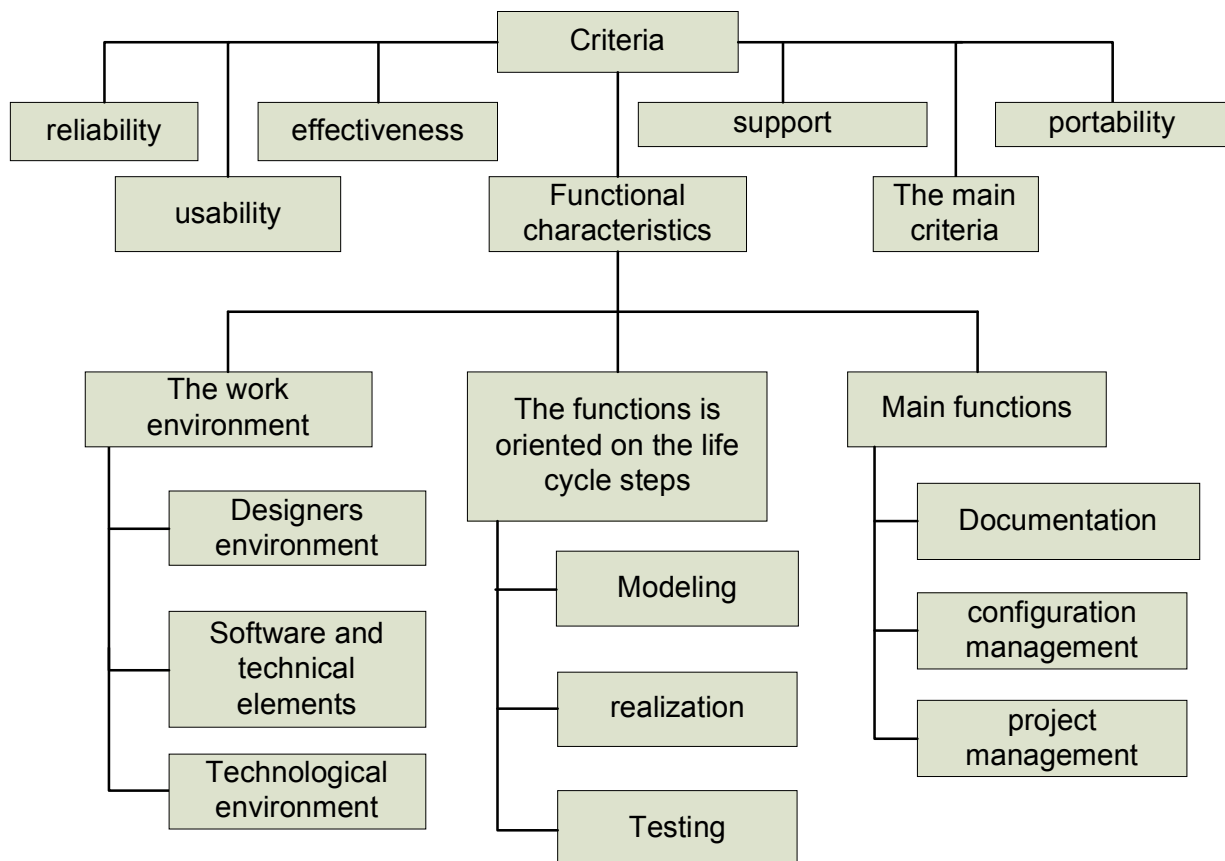 Criteria
reliability
effectiveness
support
portability
usability
Functional
characteristics
The main
criteria
The work
environment
The functions is
oriented on the life
cycle steps
Main functions
Designers
environment
Software and
technical
elements
Technological
environment
Modeling
realization
Testing
Documentation
configuration
management
project
management